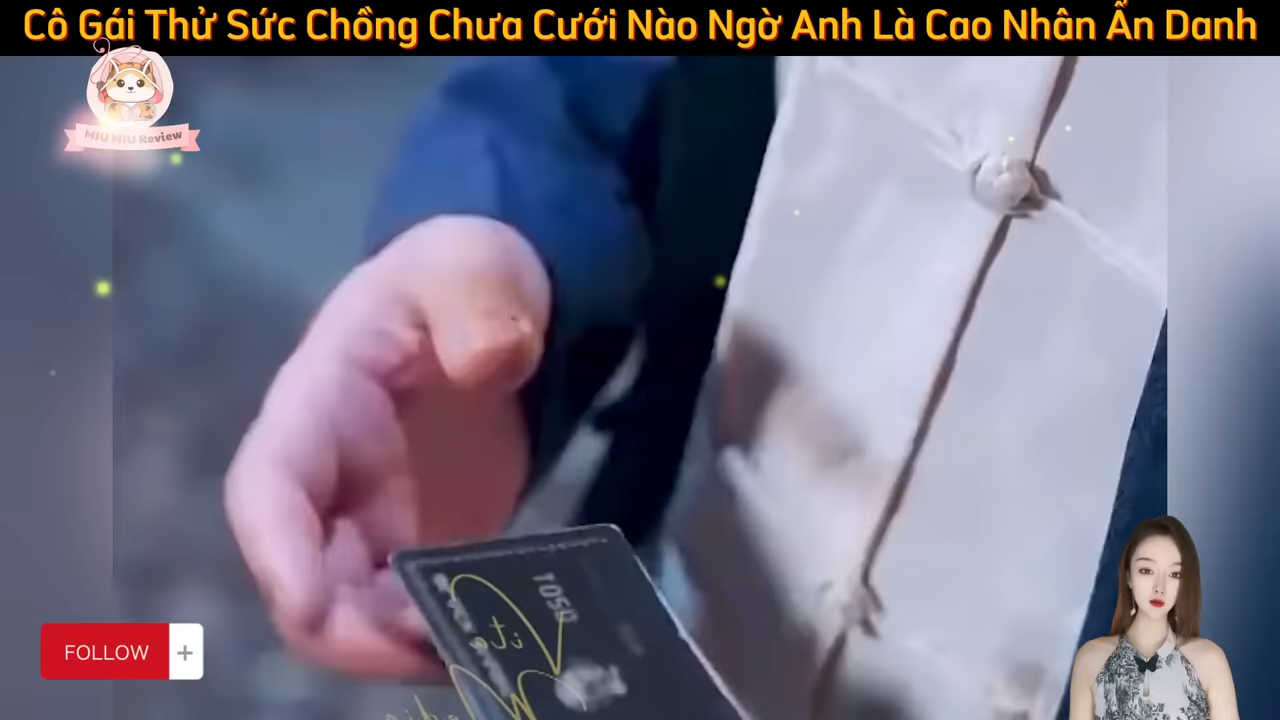 Cô Gái Thử Sức Chồng Chưa Cưới Nào Ngờ Anh Là Cao Nhân Ẩn Danh
MIU MIU Review
FOLLOW +